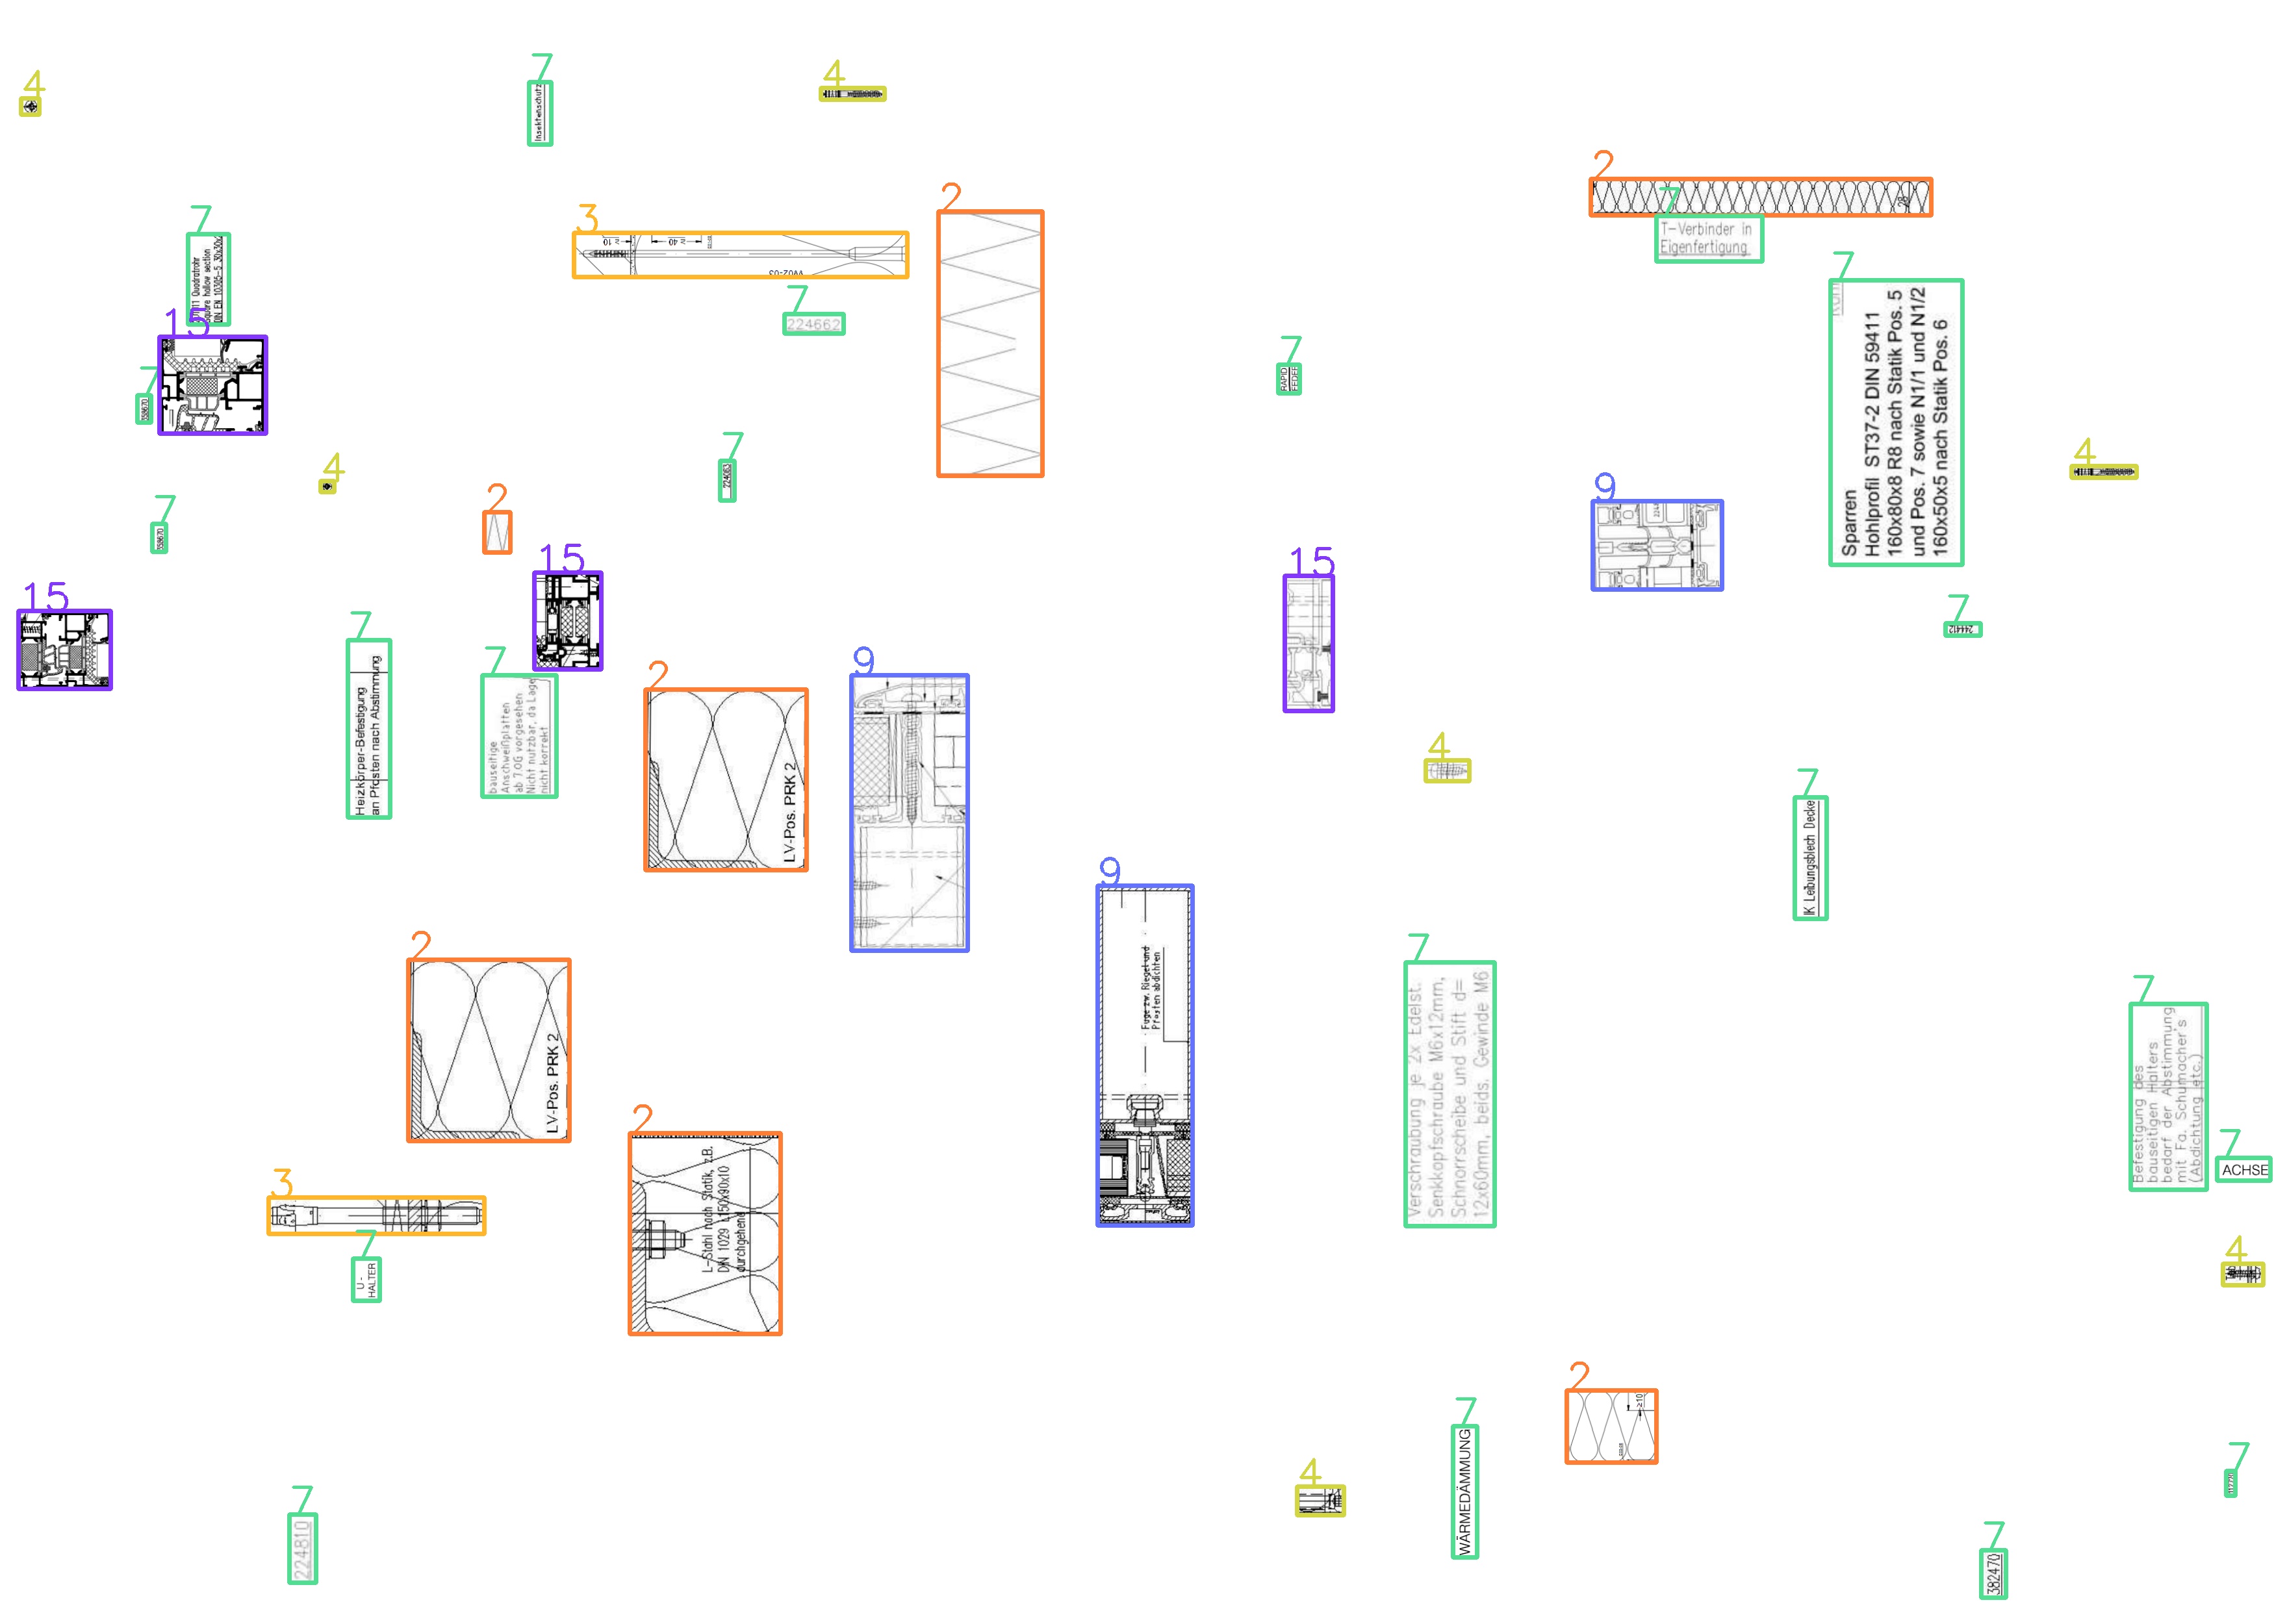 4
7
Insektenschutz
4
2
7
T-Verbinder in
Eigenfertigung
3
2
7
square hollow section
DIN EN 10305-5 30x30x2
7
224662
7
Sparren
Hohlprofil ST37-2 DIN 59411
160x80x8 R8 nach Statik Pos. 5
und Pos. 7 sowie N1/1 und N1/2
160x50x5 nach Statik Pos. 6
15
7
358670
7
RAPID
FEDER
4
7
224063
4
9
7
358670
2
15
15
15
7
24412
7
Heizkörper-Befestigung
an Pfosten nach Abstimmung
7
bauseitige
Anschweißplatten
ab 7.OG vorgesehen
Nicht nutzbar, da Lage
nicht korrekt
2
LV-Pos. PRK 2
9
4
7
IK Leibungsblech Decke
9
Fuge zw. Riegel und
Pfosten abdichten
2
LV-Pos. PRK 2
7
Verschraubung je 2x Edelst.
Senkkopfschraube M6x12mm,
Schnorrscheibe und Stift d=
12x60mm, beids. Gewinde M6
7
Befestigung des
bauseitigen Halters
bedarf der Abstimmung
mit Fa. Schumacher's
(Abdichtung etc.)
7
ACHSE
2
L-Stahl nach Statik, z.B.
DIN 1029 L150x90x10
durchgehend
3
7
U -
HALTER
4
2
≥10
7
WÄRMEDÄMMUNG
4
7
7
224810
7
382470